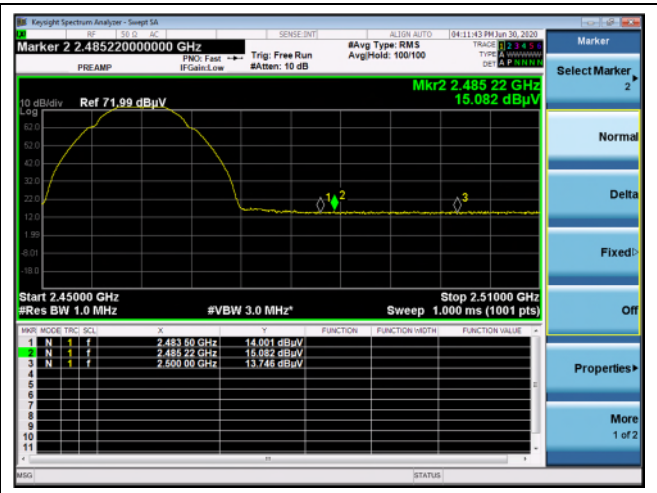 Keysight Spectrum Analyzer - Swept SA
RF 50 Ω AC SENSE:INT ALIGN AUTO 04:11:43 PM Jun 30, 2020
Marker 2 2.485220000000 GHz
PREAMP
PNO: Fast
IFGain:Low
Trig: Free Run
#Atten: 10 dB
#Avg Type: RMS
Avg|Hold: 100/100
TRACE 1 2 3 4 5 6
TYPE A WWWWW
DET A P N N N N
Mkr2 2.485 22 GHz
15.082 dBµV
10 dB/div Ref 71.99 dBµV
Log
62.0
52.0
42.0
32.0
22.0
12.0
1.99
-8.01
-18.0
1
2
3
Start 2.45000 GHz Stop 2.51000 GHz
#Res BW 1.0 MHz #VBW 3.0 MHz* Sweep 1.000 ms (1001 pts)
MKR MODE TRC SCL X Y FUNCTION FUNCTION WIDTH FUNCTION VALUE
1 N 1 f 2.483 50 GHz 14.001 dBµV
2 N 1 f 2.485 22 GHz 15.082 dBµV
3 N 1 f 2.500 00 GHz 13.746 dBµV
4
5
6
7
8
9
10
11
MSG STATUS
Marker
Select Marker
2
Normal
Delta
Fixed
Off
Properties
More
1 of 2